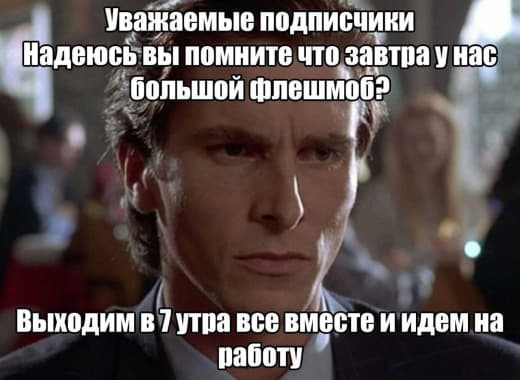 Уважаемые подписчики
Надеюсь вы помните что завтра у нас
большой флешмоб?
Выходим в 7 утра все вместе и идем на
работу